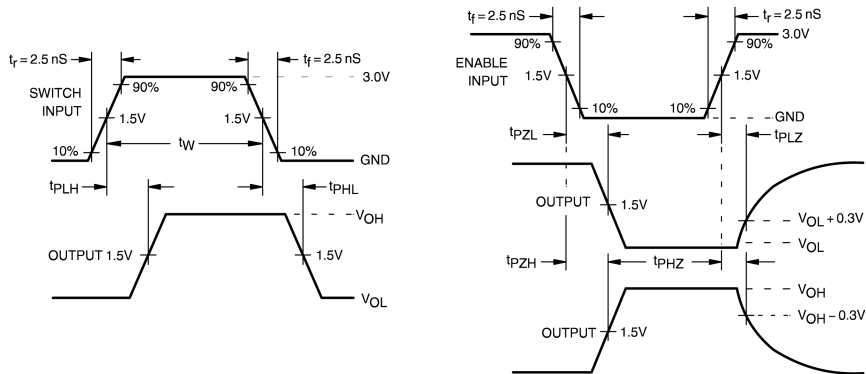 tr = 2.5 nS
tf = 2.5 nS
SWITCH
INPUT
90%
90%
3.0V
1.5V
1.5V
tW
10%
10%
GND
tPLH
tPHL
VOH
OUTPUT 1.5V
1.5V
VOL
tf = 2.5 nS
tr = 2.5 nS
3.0V
90%
90%
ENABLE
INPUT
1.5V
1.5V
10%
10%
GND
tPZL
tPLZ
OUTPUT
1.5V
VOL + 0.3V
VOL
tPZH
tPHZ
VOH
VOH – 0.3V
OUTPUT
1.5V